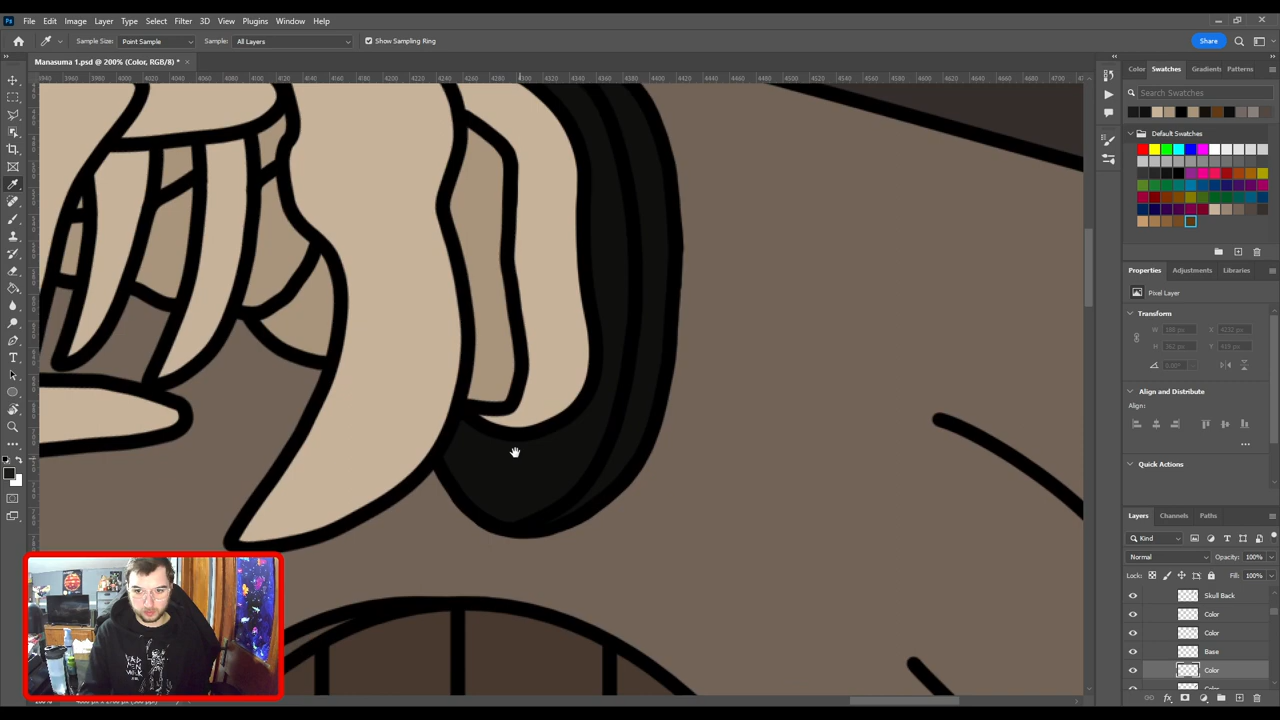 Ps File Edit Image Layer Type Select Filter 3D View Plugins Window Help
Sample Size: Point Sample Sample: All Layers Show Sampling Ring Share
Manasuma 1.psd @ 200% (Color, RGB/8) * ×
Color Swatches Gradients Patterns
Search Swatches
Default Swatches
Properties Adjustments Libraries
Pixel Layer
Transform
Align and Distribute
Align:
Quick Actions
Layers Channels Paths
Kind
Normal Opacity: 100%
Lock: Fill: 100%
Skull Back
Color
Color
Base
Color